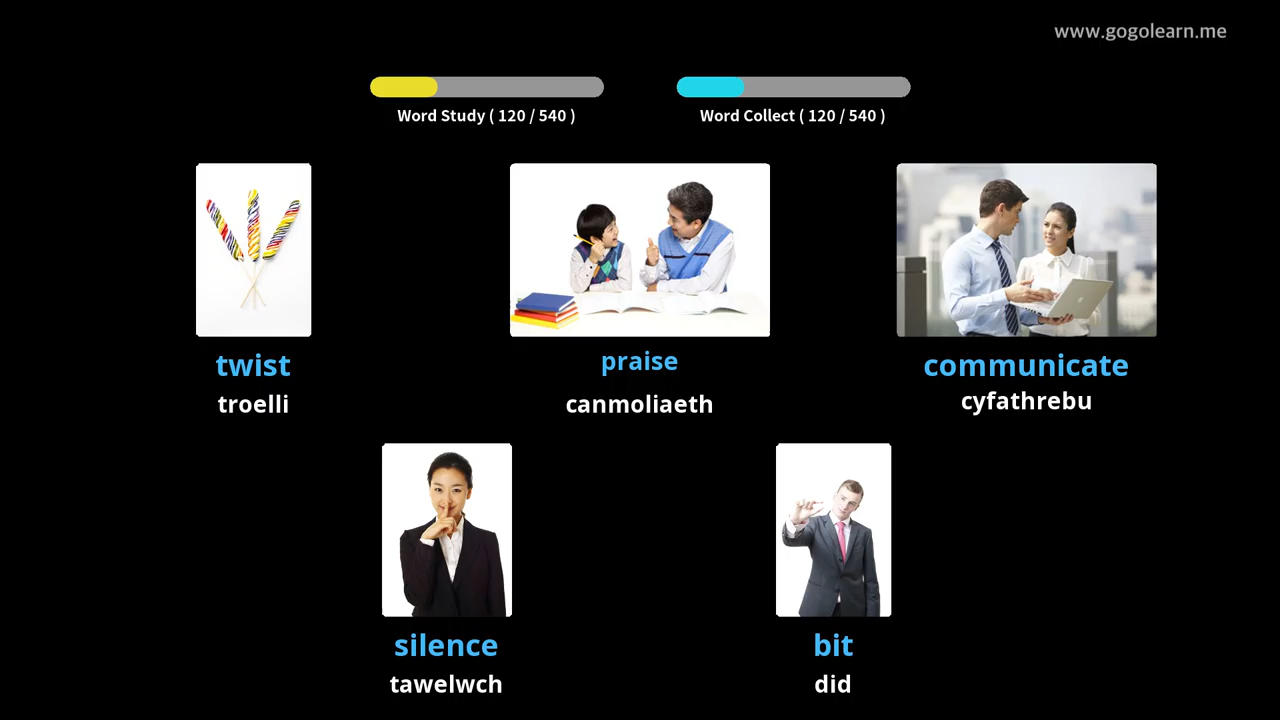 www.gogolearn.me
Word Study ( 120 / 540 )
Word Collect ( 120 / 540 )
twist
troelli
praise
canmoliaeth
communicate
cyfathrebu
silence
tawelwch
bit
did